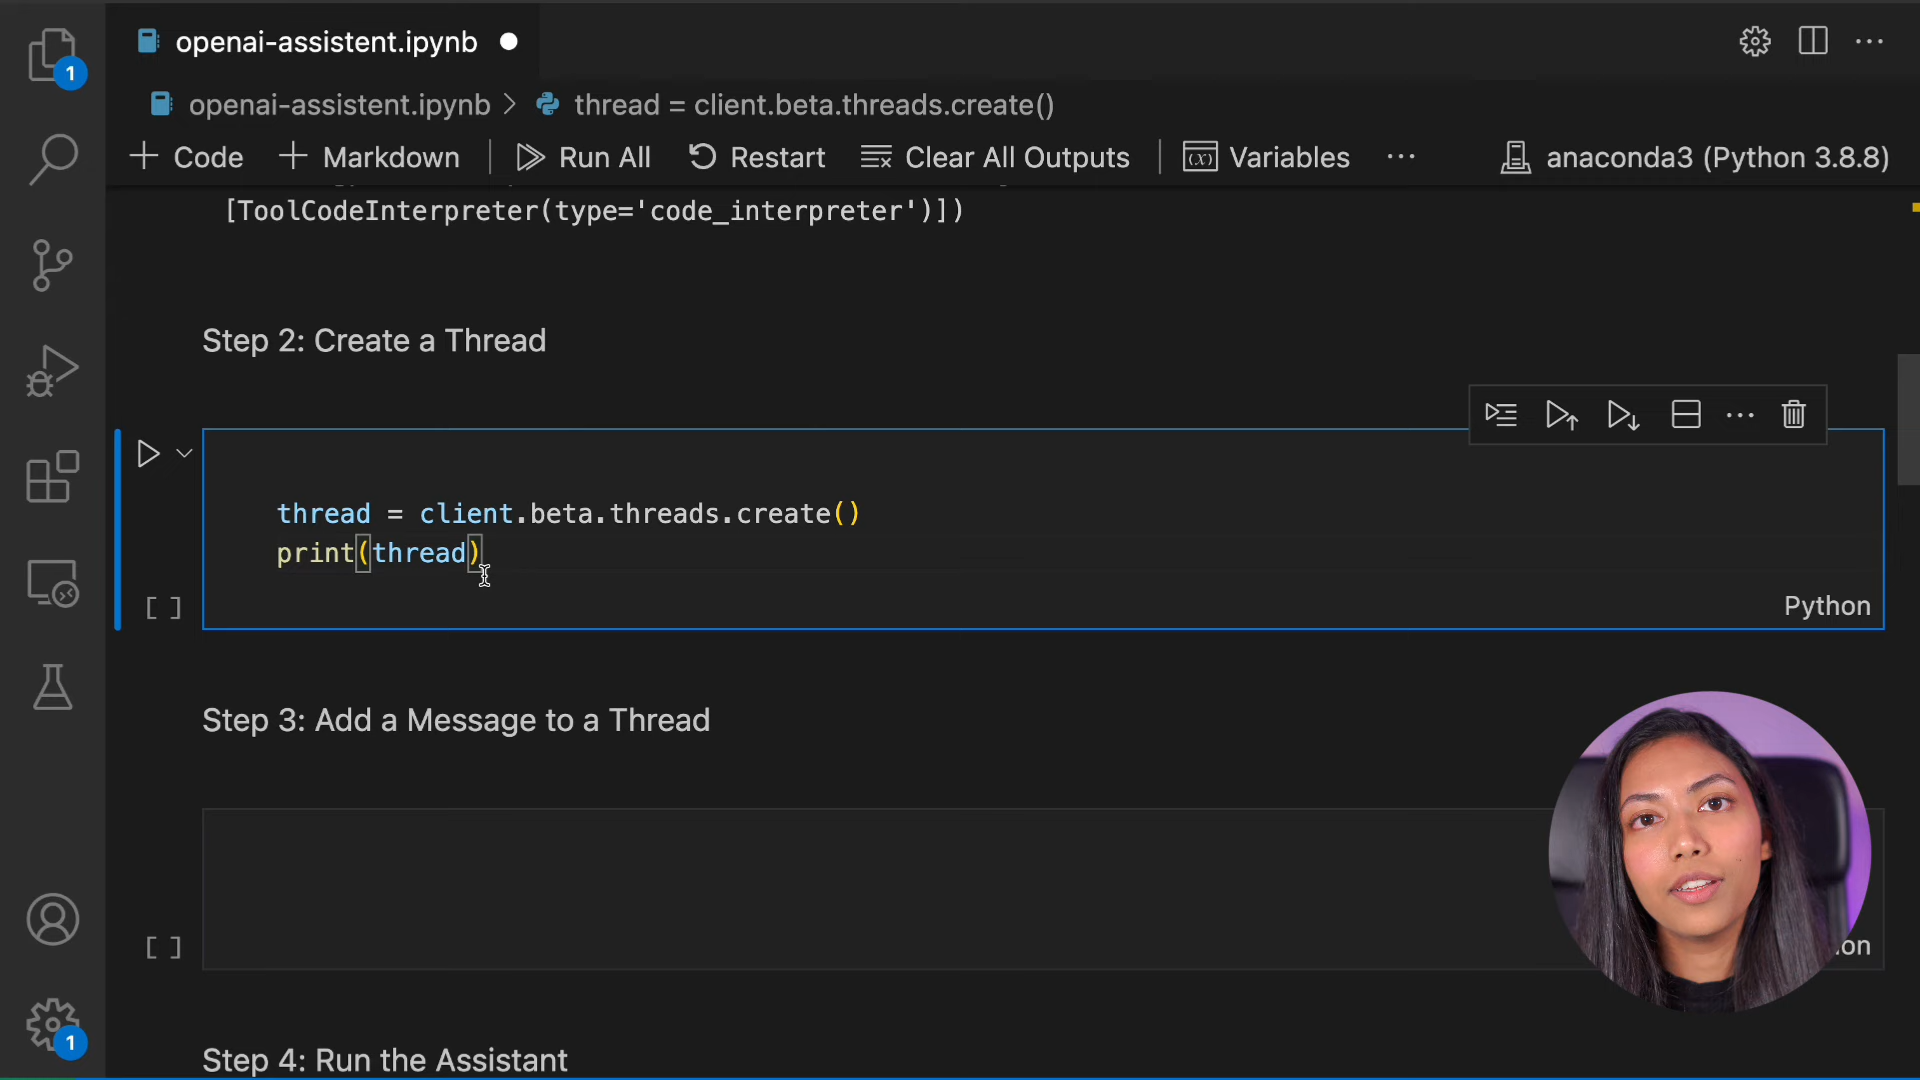 openai-assistent.ipynb
openai-assistent.ipynb > thread = client.beta.threads.create()
+ Code + Markdown Run All Restart Clear All Outputs Variables ... anaconda3 (Python 3.8.8)
[ToolCodeInterpreter(type='code_interpreter')])
Step 2: Create a Thread
thread = client.beta.threads.create()
print(thread)
[ ]
Python
Step 3: Add a Message to a Thread
[ ]
Step 4: Run the Assistant
1
1